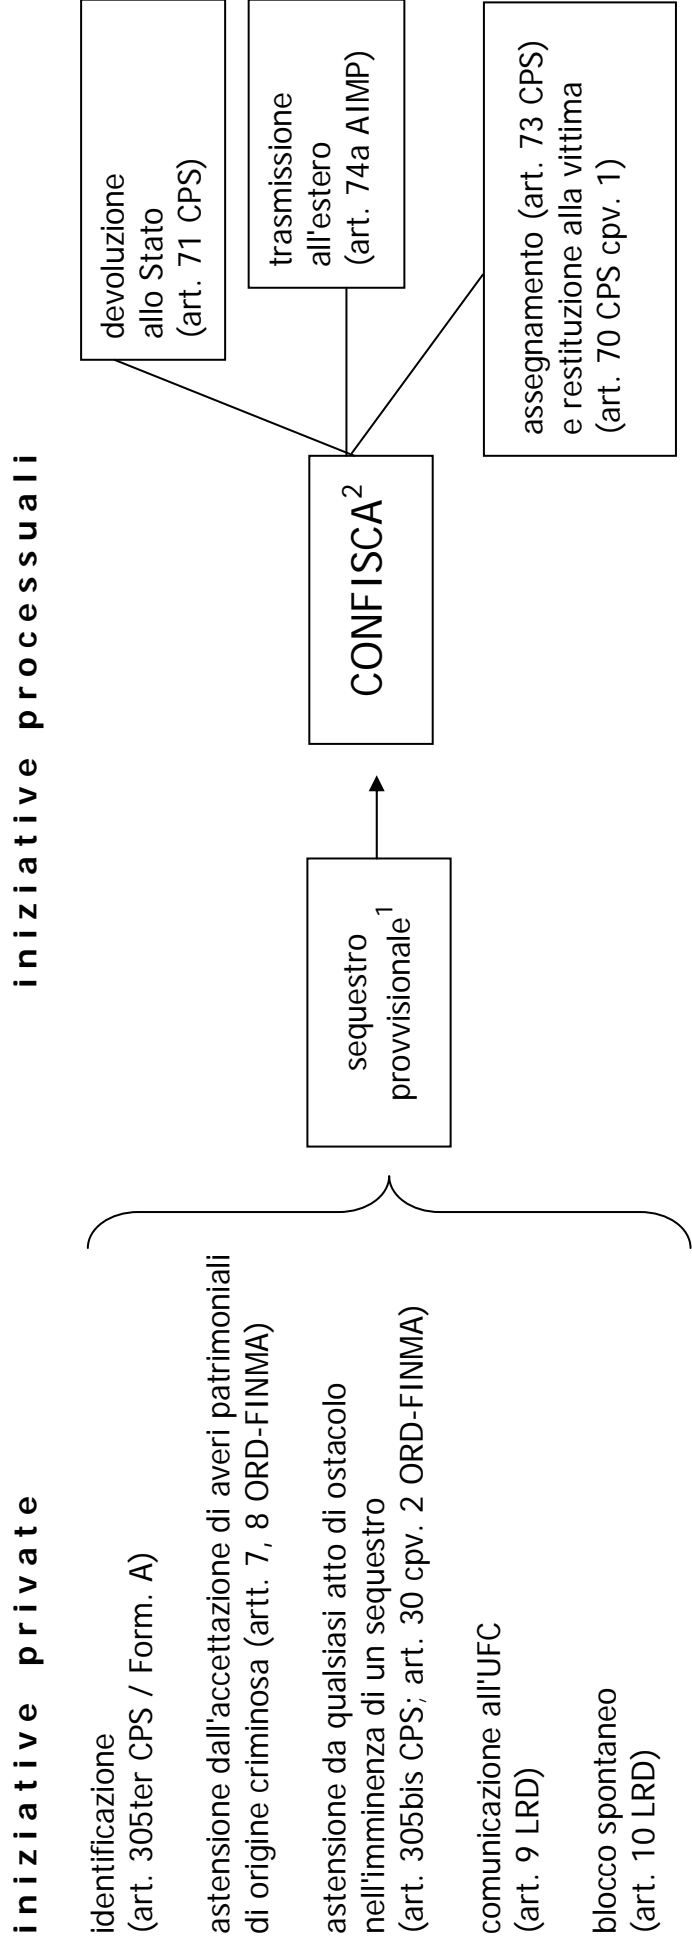 iniziative private
iniziative processuali
identificazione
(art. 305ter CPS / Form. A)
astensione dall'accettazione di averi patrimoniali
di origine criminosa (artt. 7, 8 ORD-FINMA)
astensione da qualsiasi atto di ostacolo
nell'imminenza di un sequestro
(art. 305bis CPS; art. 30 cpv. 2 ORD-FINMA)
comunicazione all'UFC
(art. 9 LRD)
blocco spontaneo
(art. 10 LRD)
sequestro
provvisionale1
CONFISCA2
devoluzione
allo Stato
(art. 71 CPS)
trasmissione
all'estero
(art. 74a AIMP)
assegnamento (art. 73 CPS)
e restituzione alla vittima
(art. 70 CPS cpv. 1)